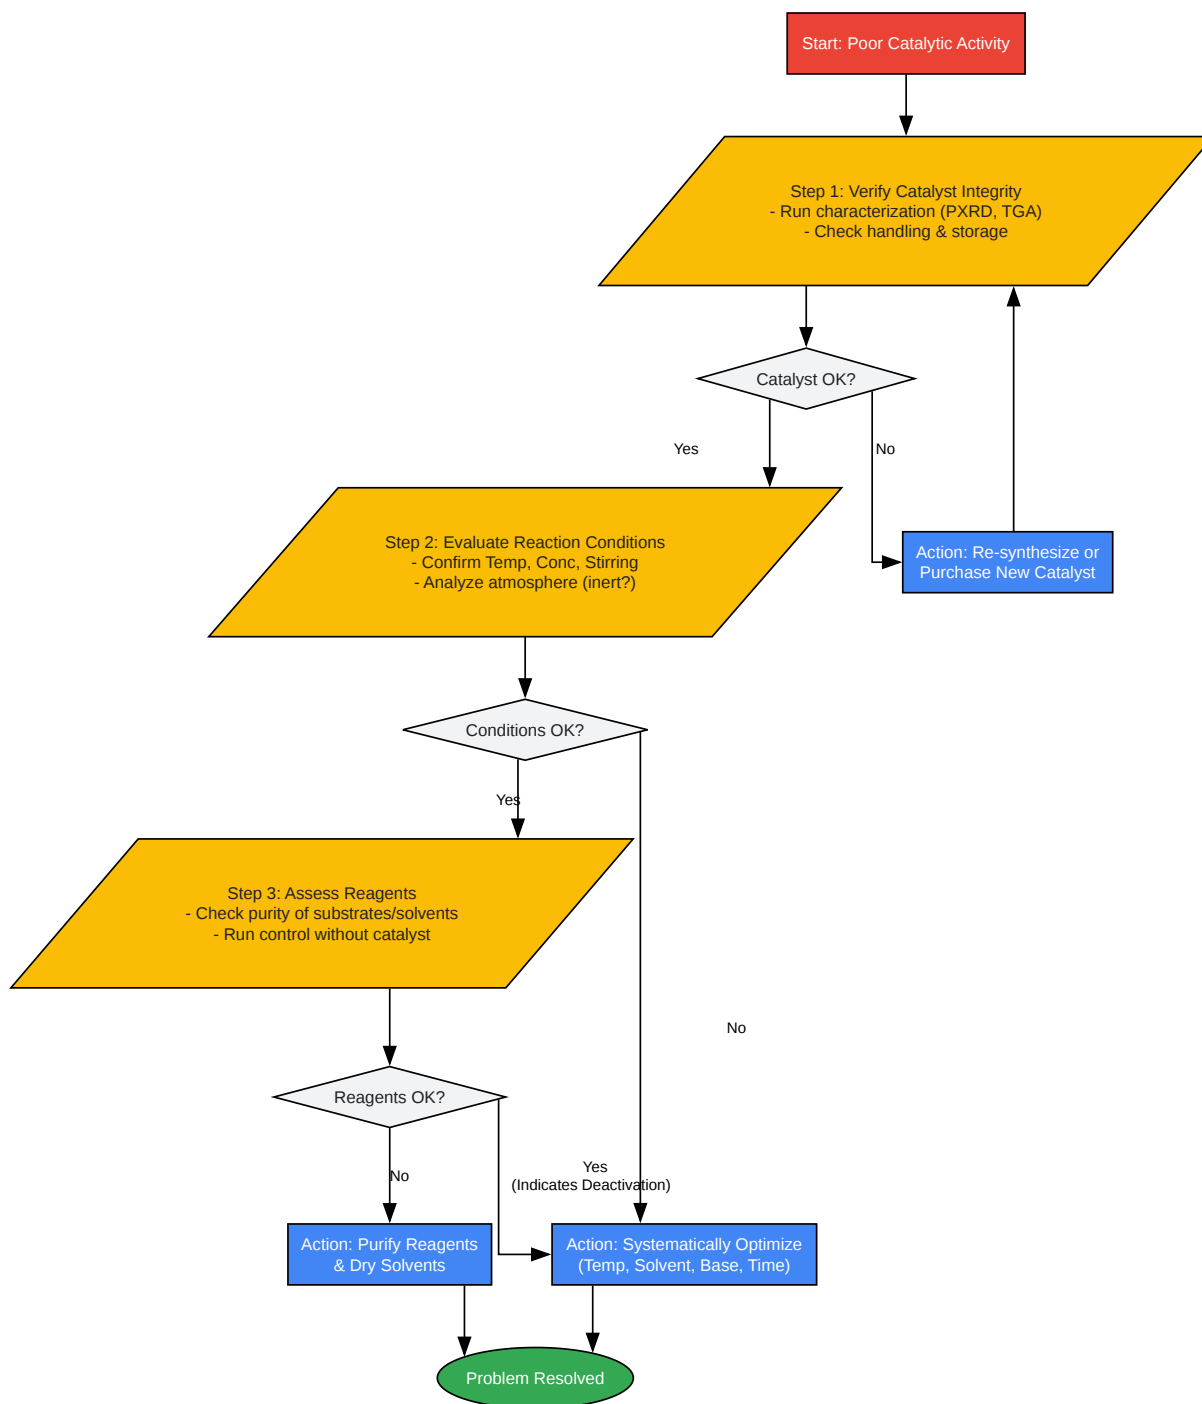 Start: Poor Catalytic Activity
Step 1: Verify Catalyst Integrity
- Run characterization (PXRD, TGA)
- Check handling & storage
Catalyst OK?
Yes
No
Step 2: Evaluate Reaction Conditions
- Confirm Temp, Conc, Stirring
- Analyze atmosphere (inert?)
Action: Re-synthesize or
Purchase New Catalyst
Conditions OK?
Yes
Step 3: Assess Reagents
- Check purity of substrates/solvents
- Run control without catalyst
No
Reagents OK?
No
Yes
(Indicates Deactivation)
Action: Purify Reagents
& Dry Solvents
Action: Systematically Optimize
(Temp, Solvent, Base, Time)
Problem Resolved